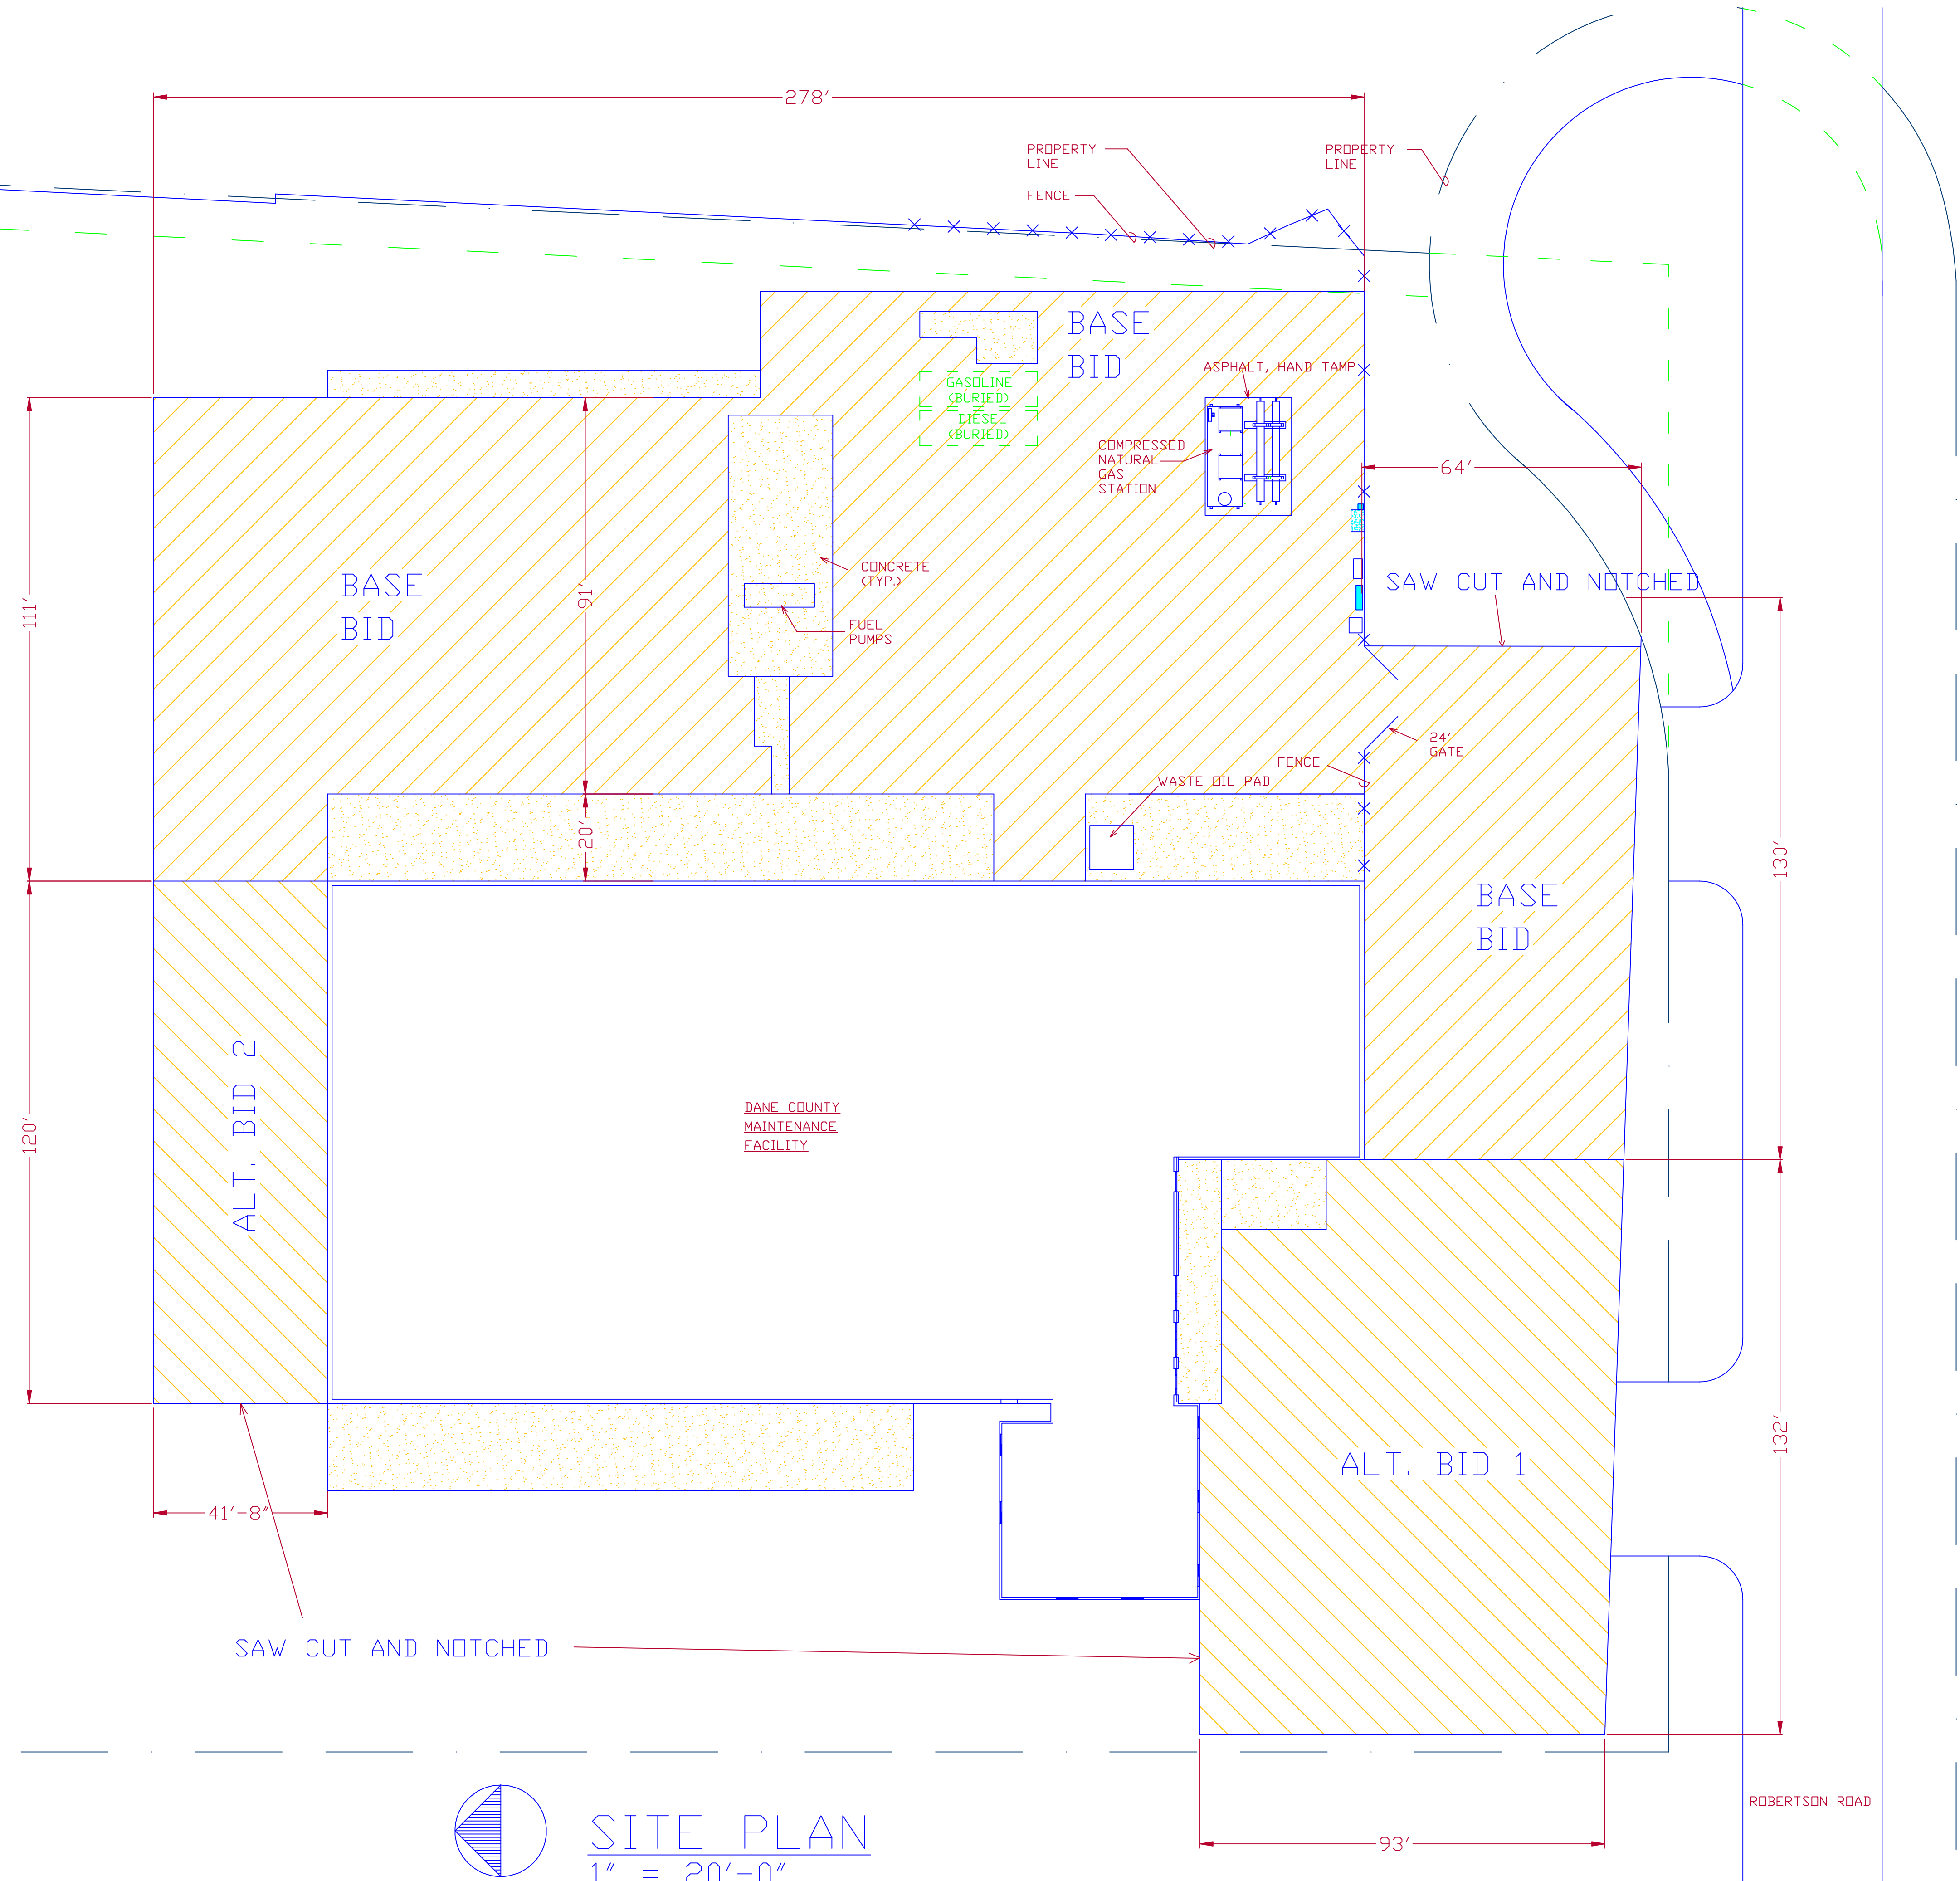 278'
PROPERTY
LINE
PROPERTY
LINE
FENCE
BASE
BID
ASPHALT, HAND TAMP
GASOLINE
(BURIED)
DIESEL
(BURIED)
COMPRESSED
NATURAL
GAS
STATION
64'
CONCRETE
(TYP.)
BASE
BID
91'
111'
FUEL
PUMPS
SAW CUT AND NOTCHED
24'
GATE
FENCE
WASTE OIL PAD
20'
130'
BASE
BID
ALT. BID 2
120'
DANE COUNTY
MAINTENANCE
FACILITY
132'
ALT. BID 1
41'-8"
SAW CUT AND NOTCHED
ROBERTSON ROAD
93'
SITE PLAN
1" = 20'-0"